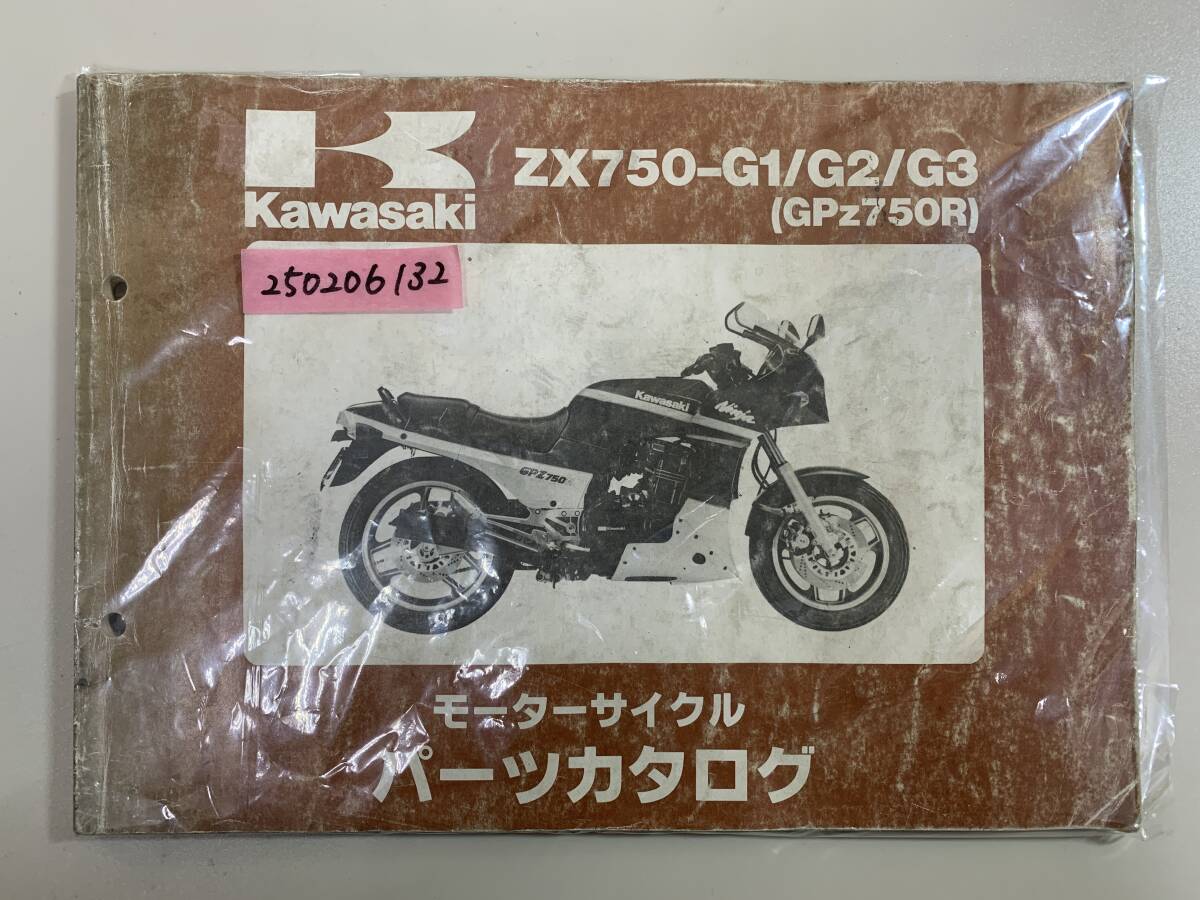 Kawasaki
ZX750-G1/G2/G3
(GPz750R)
250206132
Kawasaki
Ninja
GPZ750
モーターサイクル
パーツカタログ